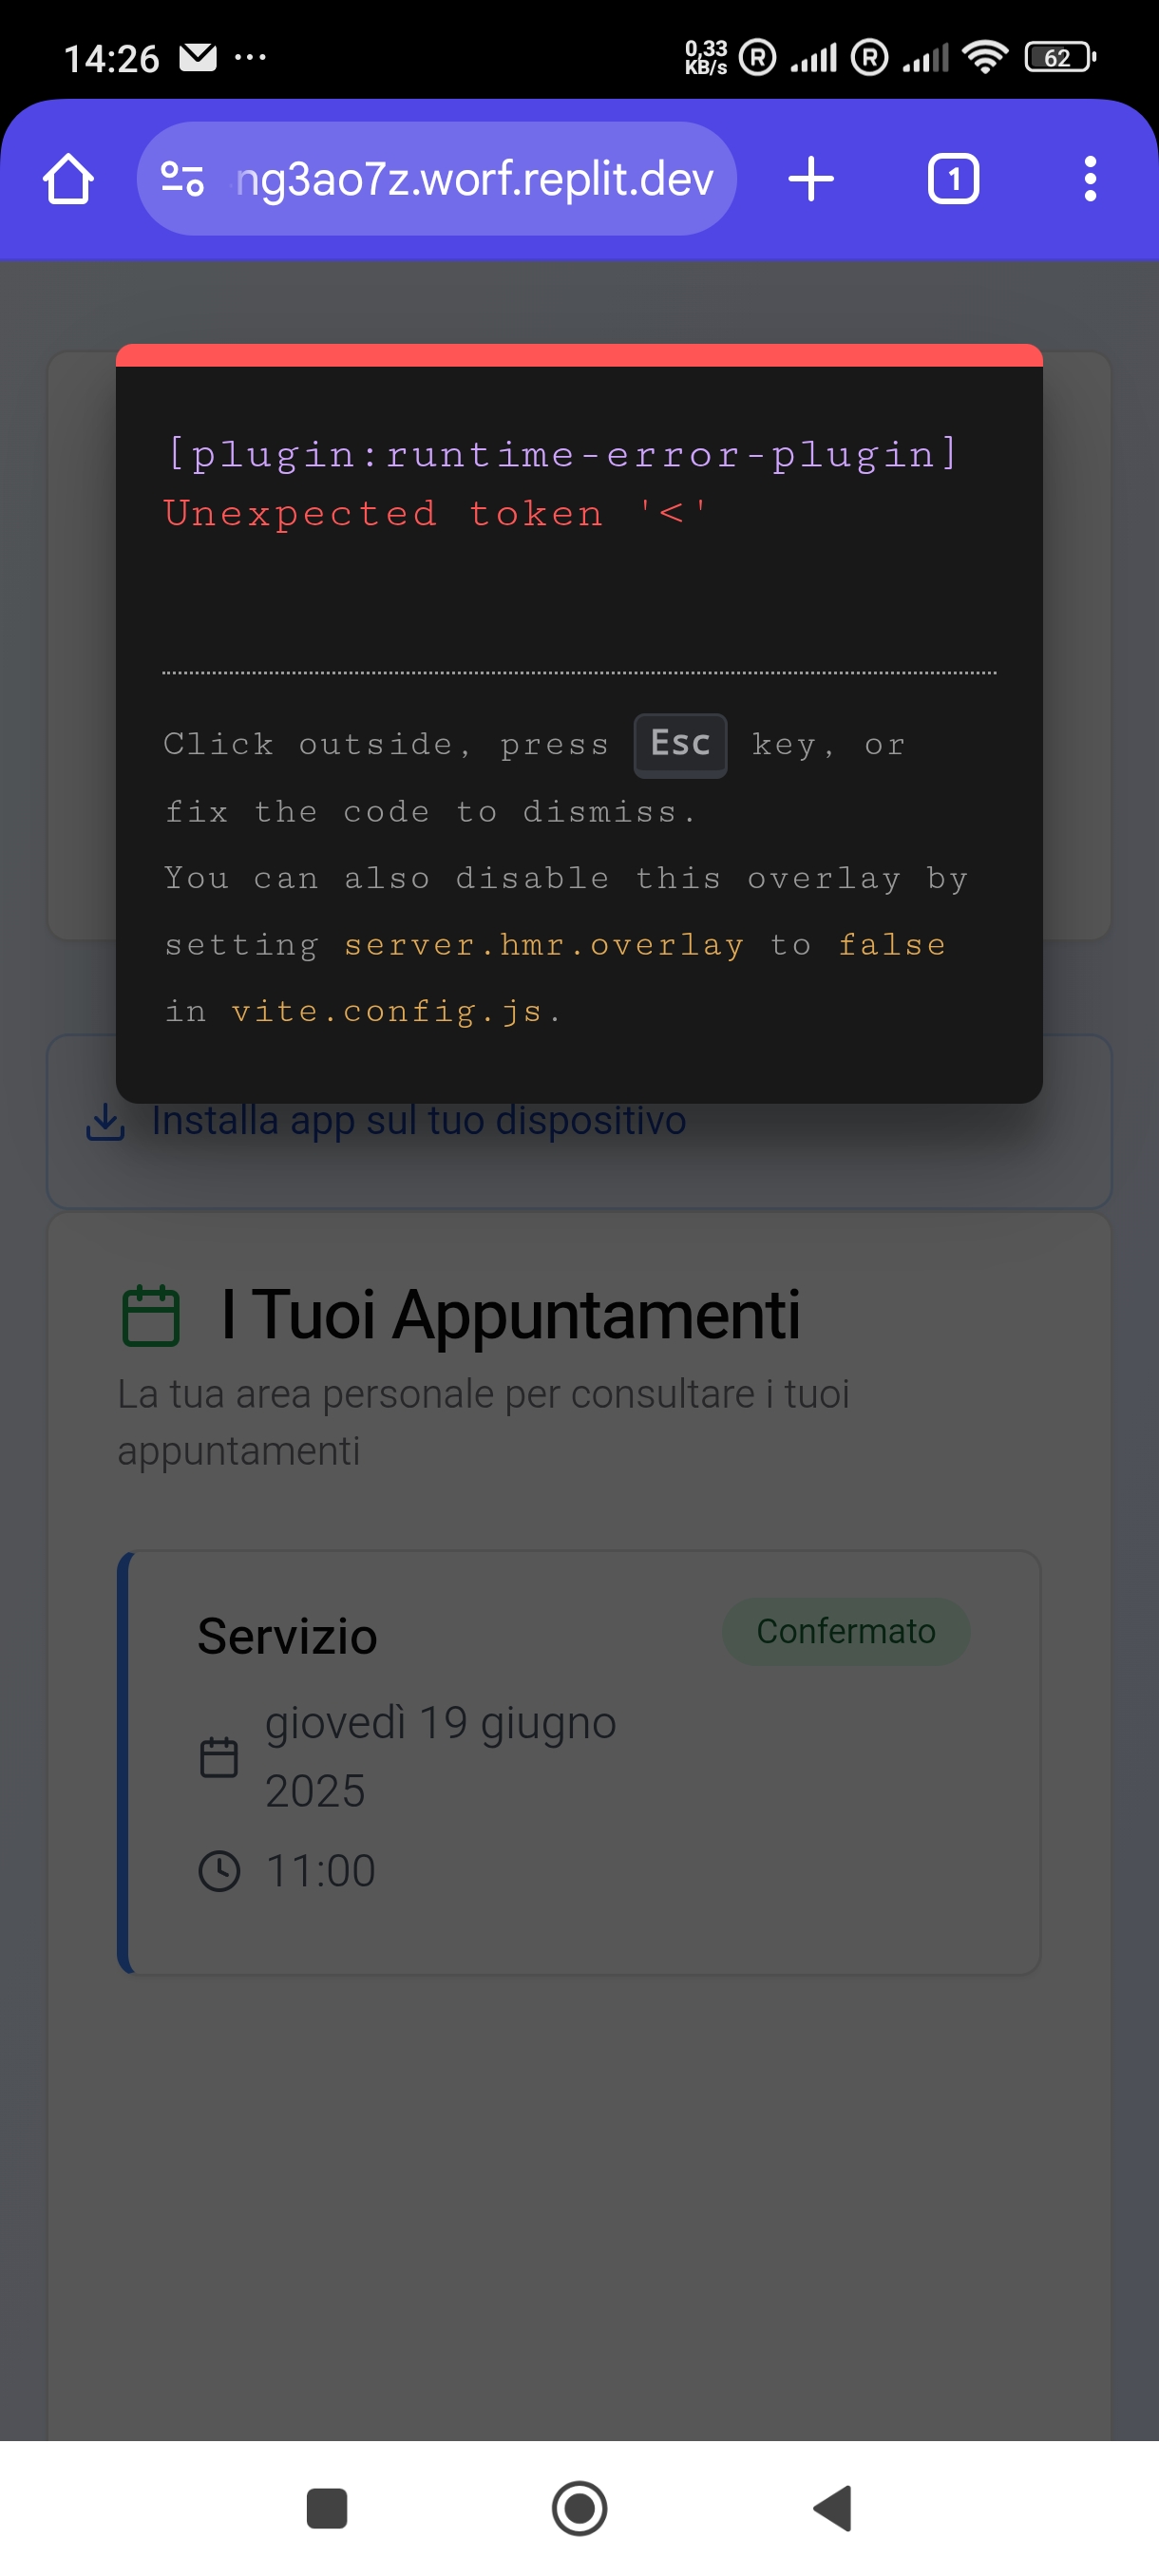 14:26
0,33
KB/s
R
R
62
ng3ao7z.worf.replit.dev
1
[plugin:runtime-error-plugin]
Unexpected token '<'
Click outside, press Esc key, or
fix the code to dismiss.
You can also disable this overlay by
setting server.hmr.overlay to false
in vite.config.js.
Installa app sul tuo dispositivo
I Tuoi Appuntamenti
La tua area personale per consultare i tuoi
appuntamenti
Servizio
Confermato
giovedì 19 giugno
2025
11:00